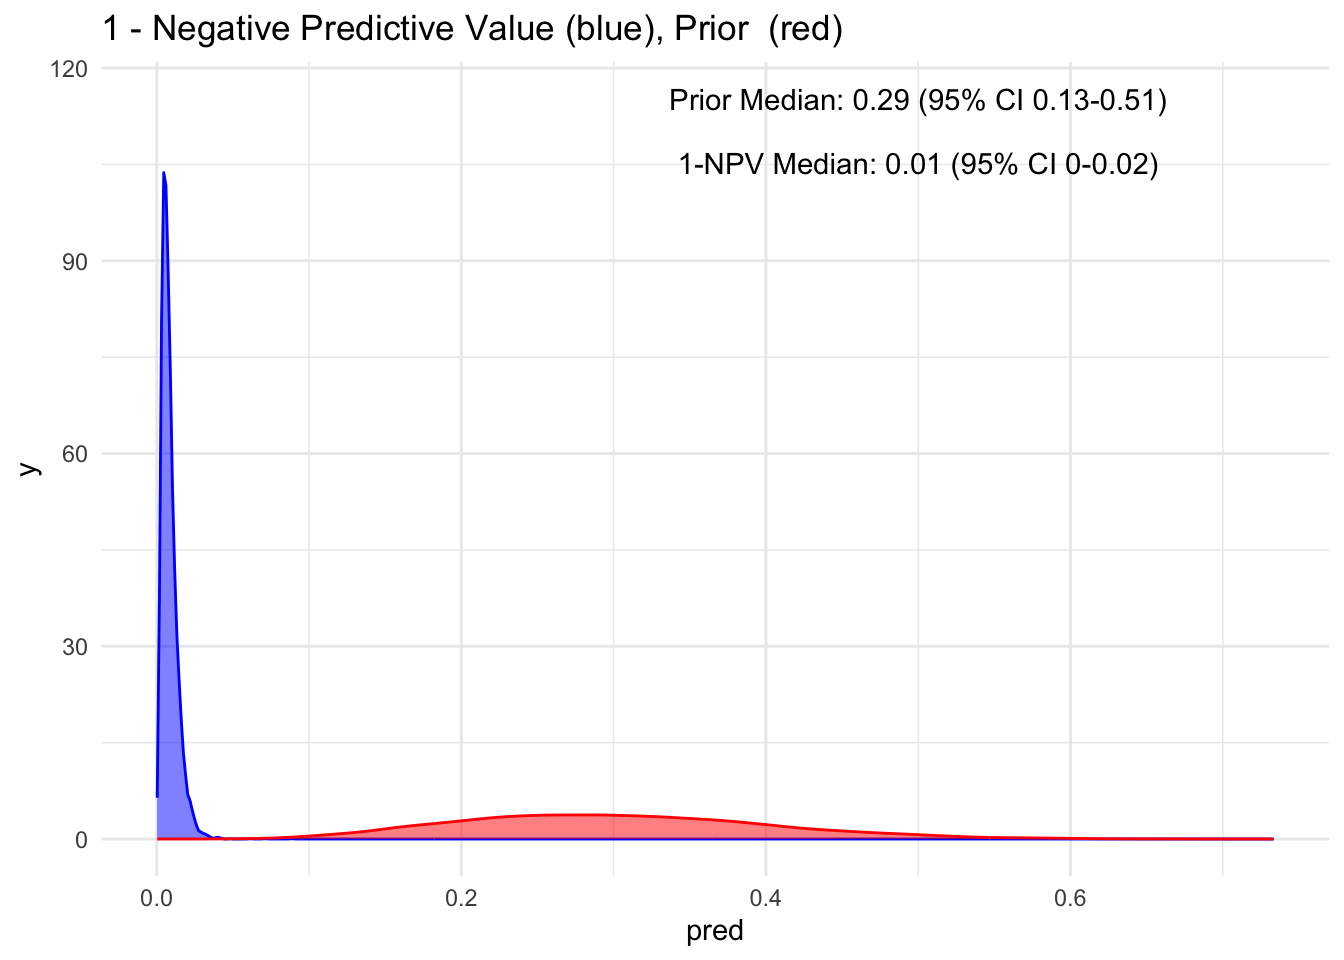 1 - Negative Predictive Value (blue), Prior  (red)
120
Prior Median: 0.29 (95% CI 0.13-0.51)
1-NPV Median: 0.01 (95% CI 0-0.02)
90
60
y
30
0
0.0 0.2 0.4 0.6
pred